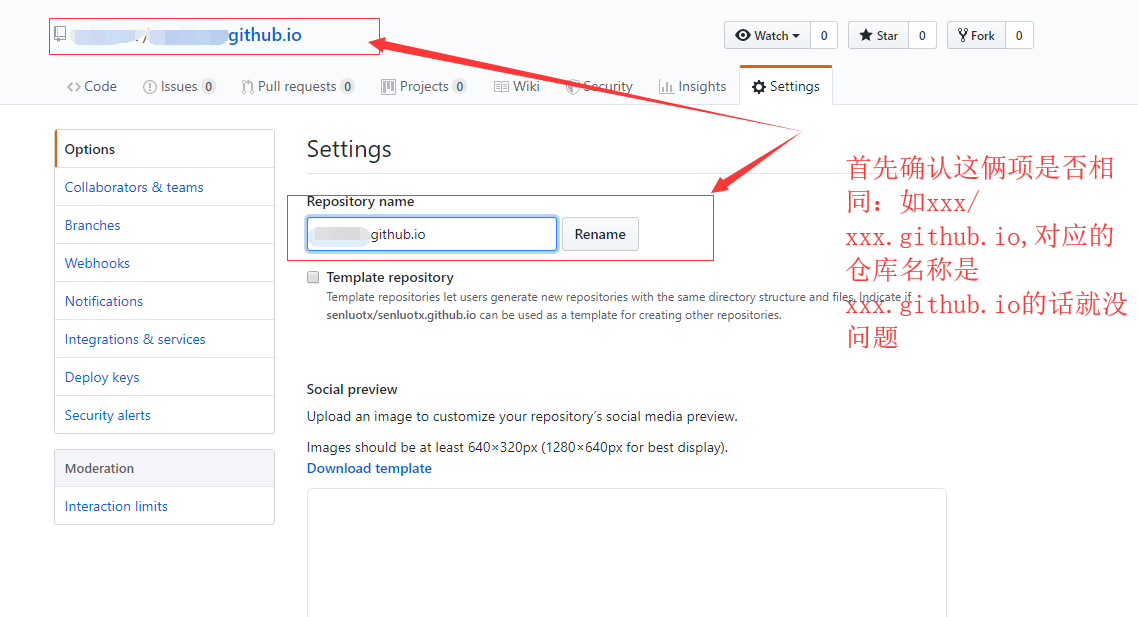 github.io
Watch 0
Star 0
Fork 0
Code
Issues 0
Pull requests 0
Projects 0
Wiki
Security
Insights
Settings
Options
Collaborators & teams
Branches
Webhooks
Notifications
Integrations & services
Deploy keys
Security alerts
Moderation
Interaction limits
Settings
Repository name
github.io
Rename
Template repository
Template repositories let users generate new repositories with the same directory structure and files. Indicate if
senluotx/senluotx.github.io can be used as a template for creating other repositories.
Social preview
Upload an image to customize your repository’s social media preview.
Images should be at least 640×320px (1280×640px for best display).
Download template
首先确认这俩项是否相
同：如xxx/
xxx.github.io,对应的
仓库名称是
xxx.github.io的话就没
问题